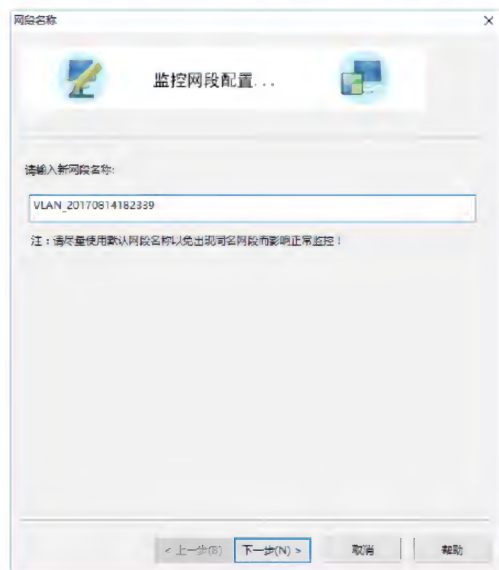 网段名称
监控网段配置...
请输入新网段名称:
VLAN_20170814182339
注：请尽量使用默认网段名称以免出现同名网段而影响正常监控！
< 上一步(B)
下一步(N) >
取消
帮助